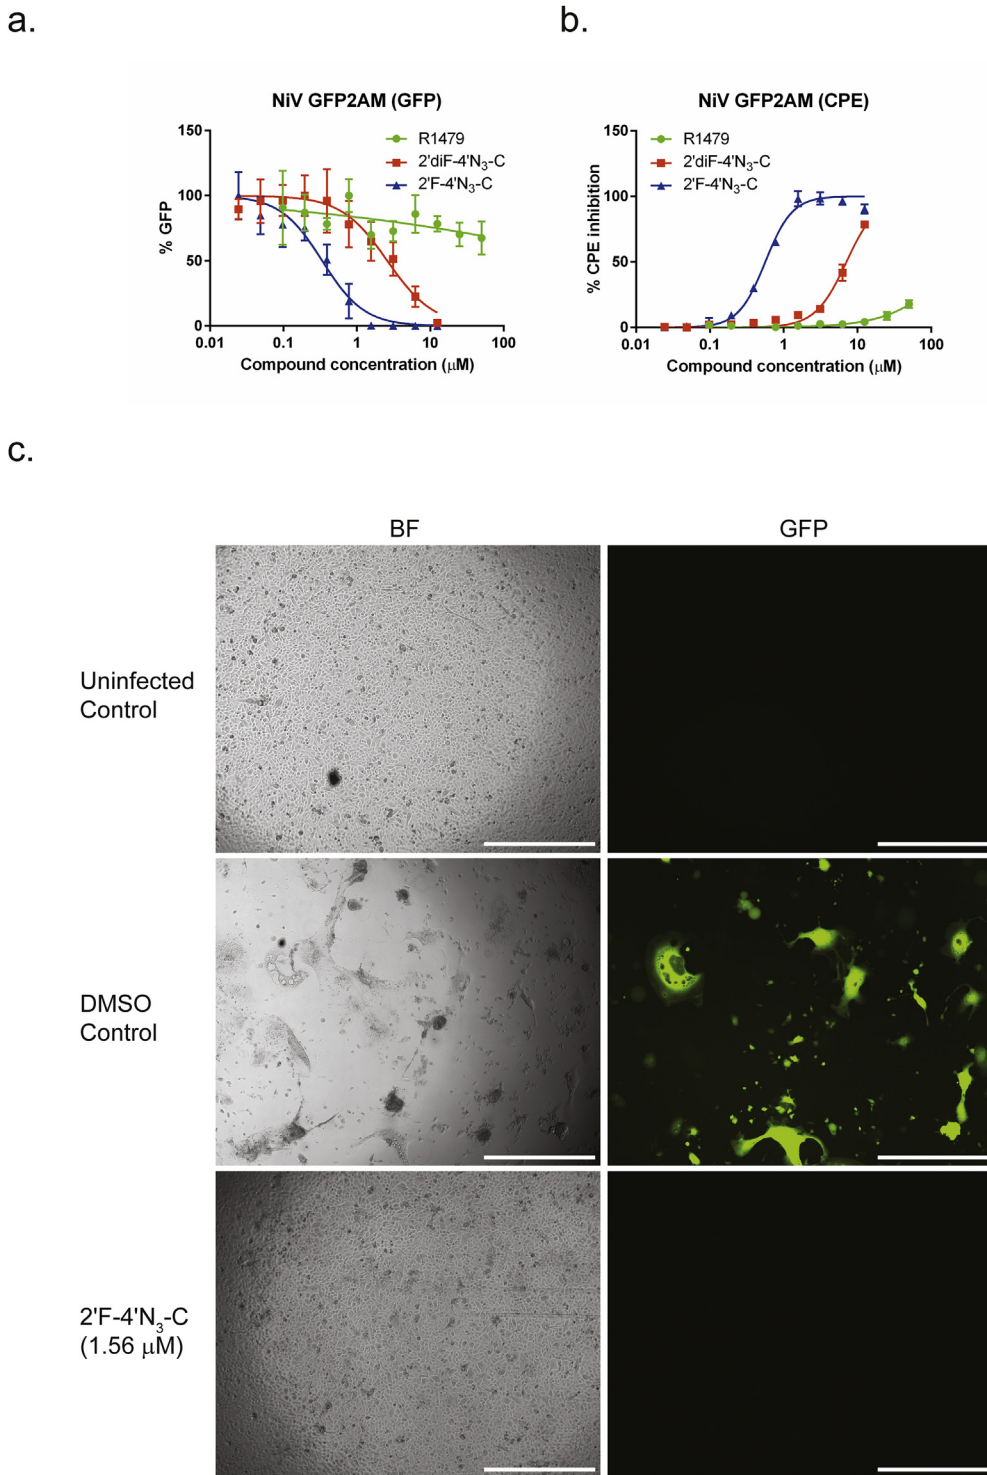 a.
b.
NiV GFP2AM (GFP)
150
100
50
0
% GFP
0.01
0.1
1
10
100
Compound concentration (μM)
R1479
2'diF-4'N3-C
2'F-4'N3-C
NiV GFP2AM (CPE)
150
100
50
0
% CPE inhibition
0.01
0.1
1
10
100
Compound concentration (μM)
R1479
2'diF-4'N3-C
2'F-4'N3-C
c.
BF
GFP
Uninfected
Control
DMSO
Control
2'F-4'N3-C
(1.56 μM)